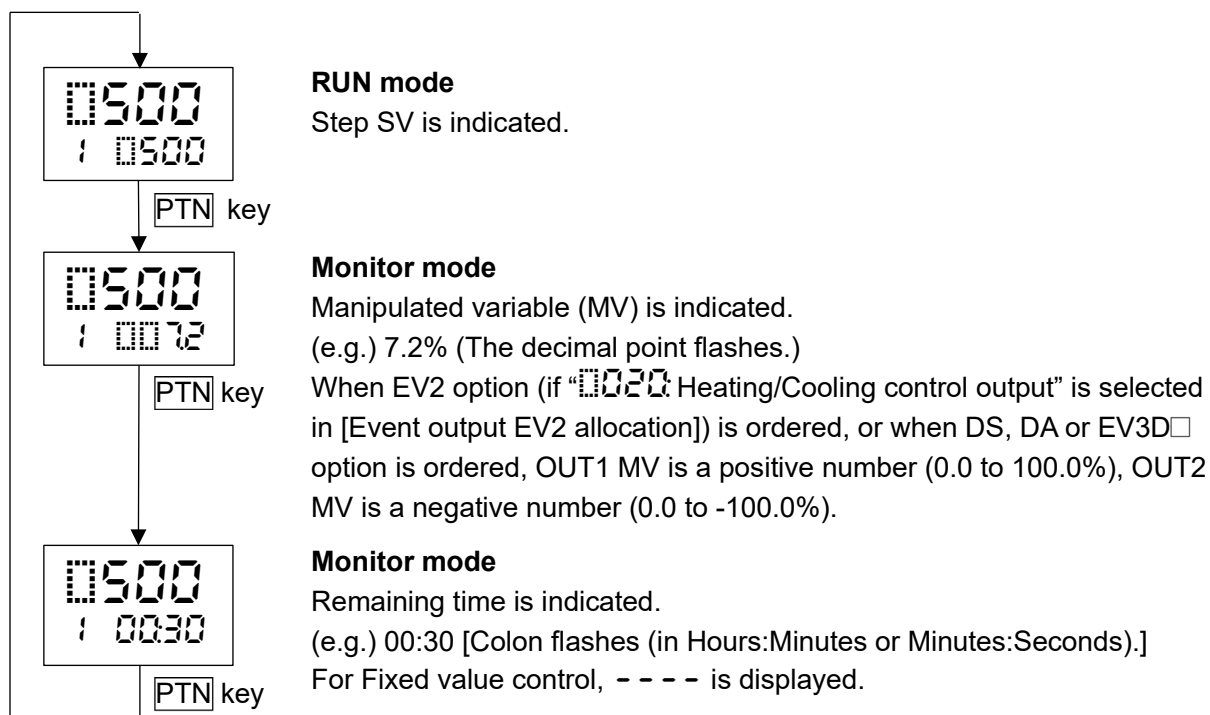 500
1 500
RUN mode
Step SV is indicated.
PTN key
500
1 7.2
Monitor mode
Manipulated variable (MV) is indicated.
(e.g.) 7.2% (The decimal point flashes.)
When EV2 option (if “020: Heating/Cooling control output” is selected
in [Event output EV2 allocation]) is ordered, or when DS, DA or EV3D□
option is ordered, OUT1 MV is a positive number (0.0 to 100.0%), OUT2
MV is a negative number (0.0 to -100.0%).
PTN key
500
1 00:30
Monitor mode
Remaining time is indicated.
(e.g.) 00:30 [Colon flashes (in Hours:Minutes or Minutes:Seconds).]
For Fixed value control, - - - - is displayed.
PTN key